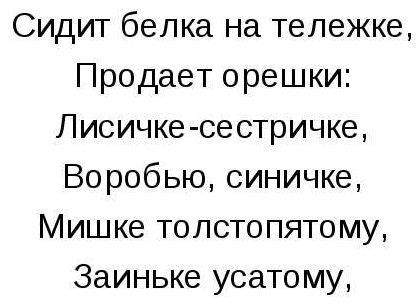 Сидит белка на тележке,
Продает орешки:
Лисичке-сестричке,
Воробью, синичке,
Мишке толстопятому,
Заиньке усатому,